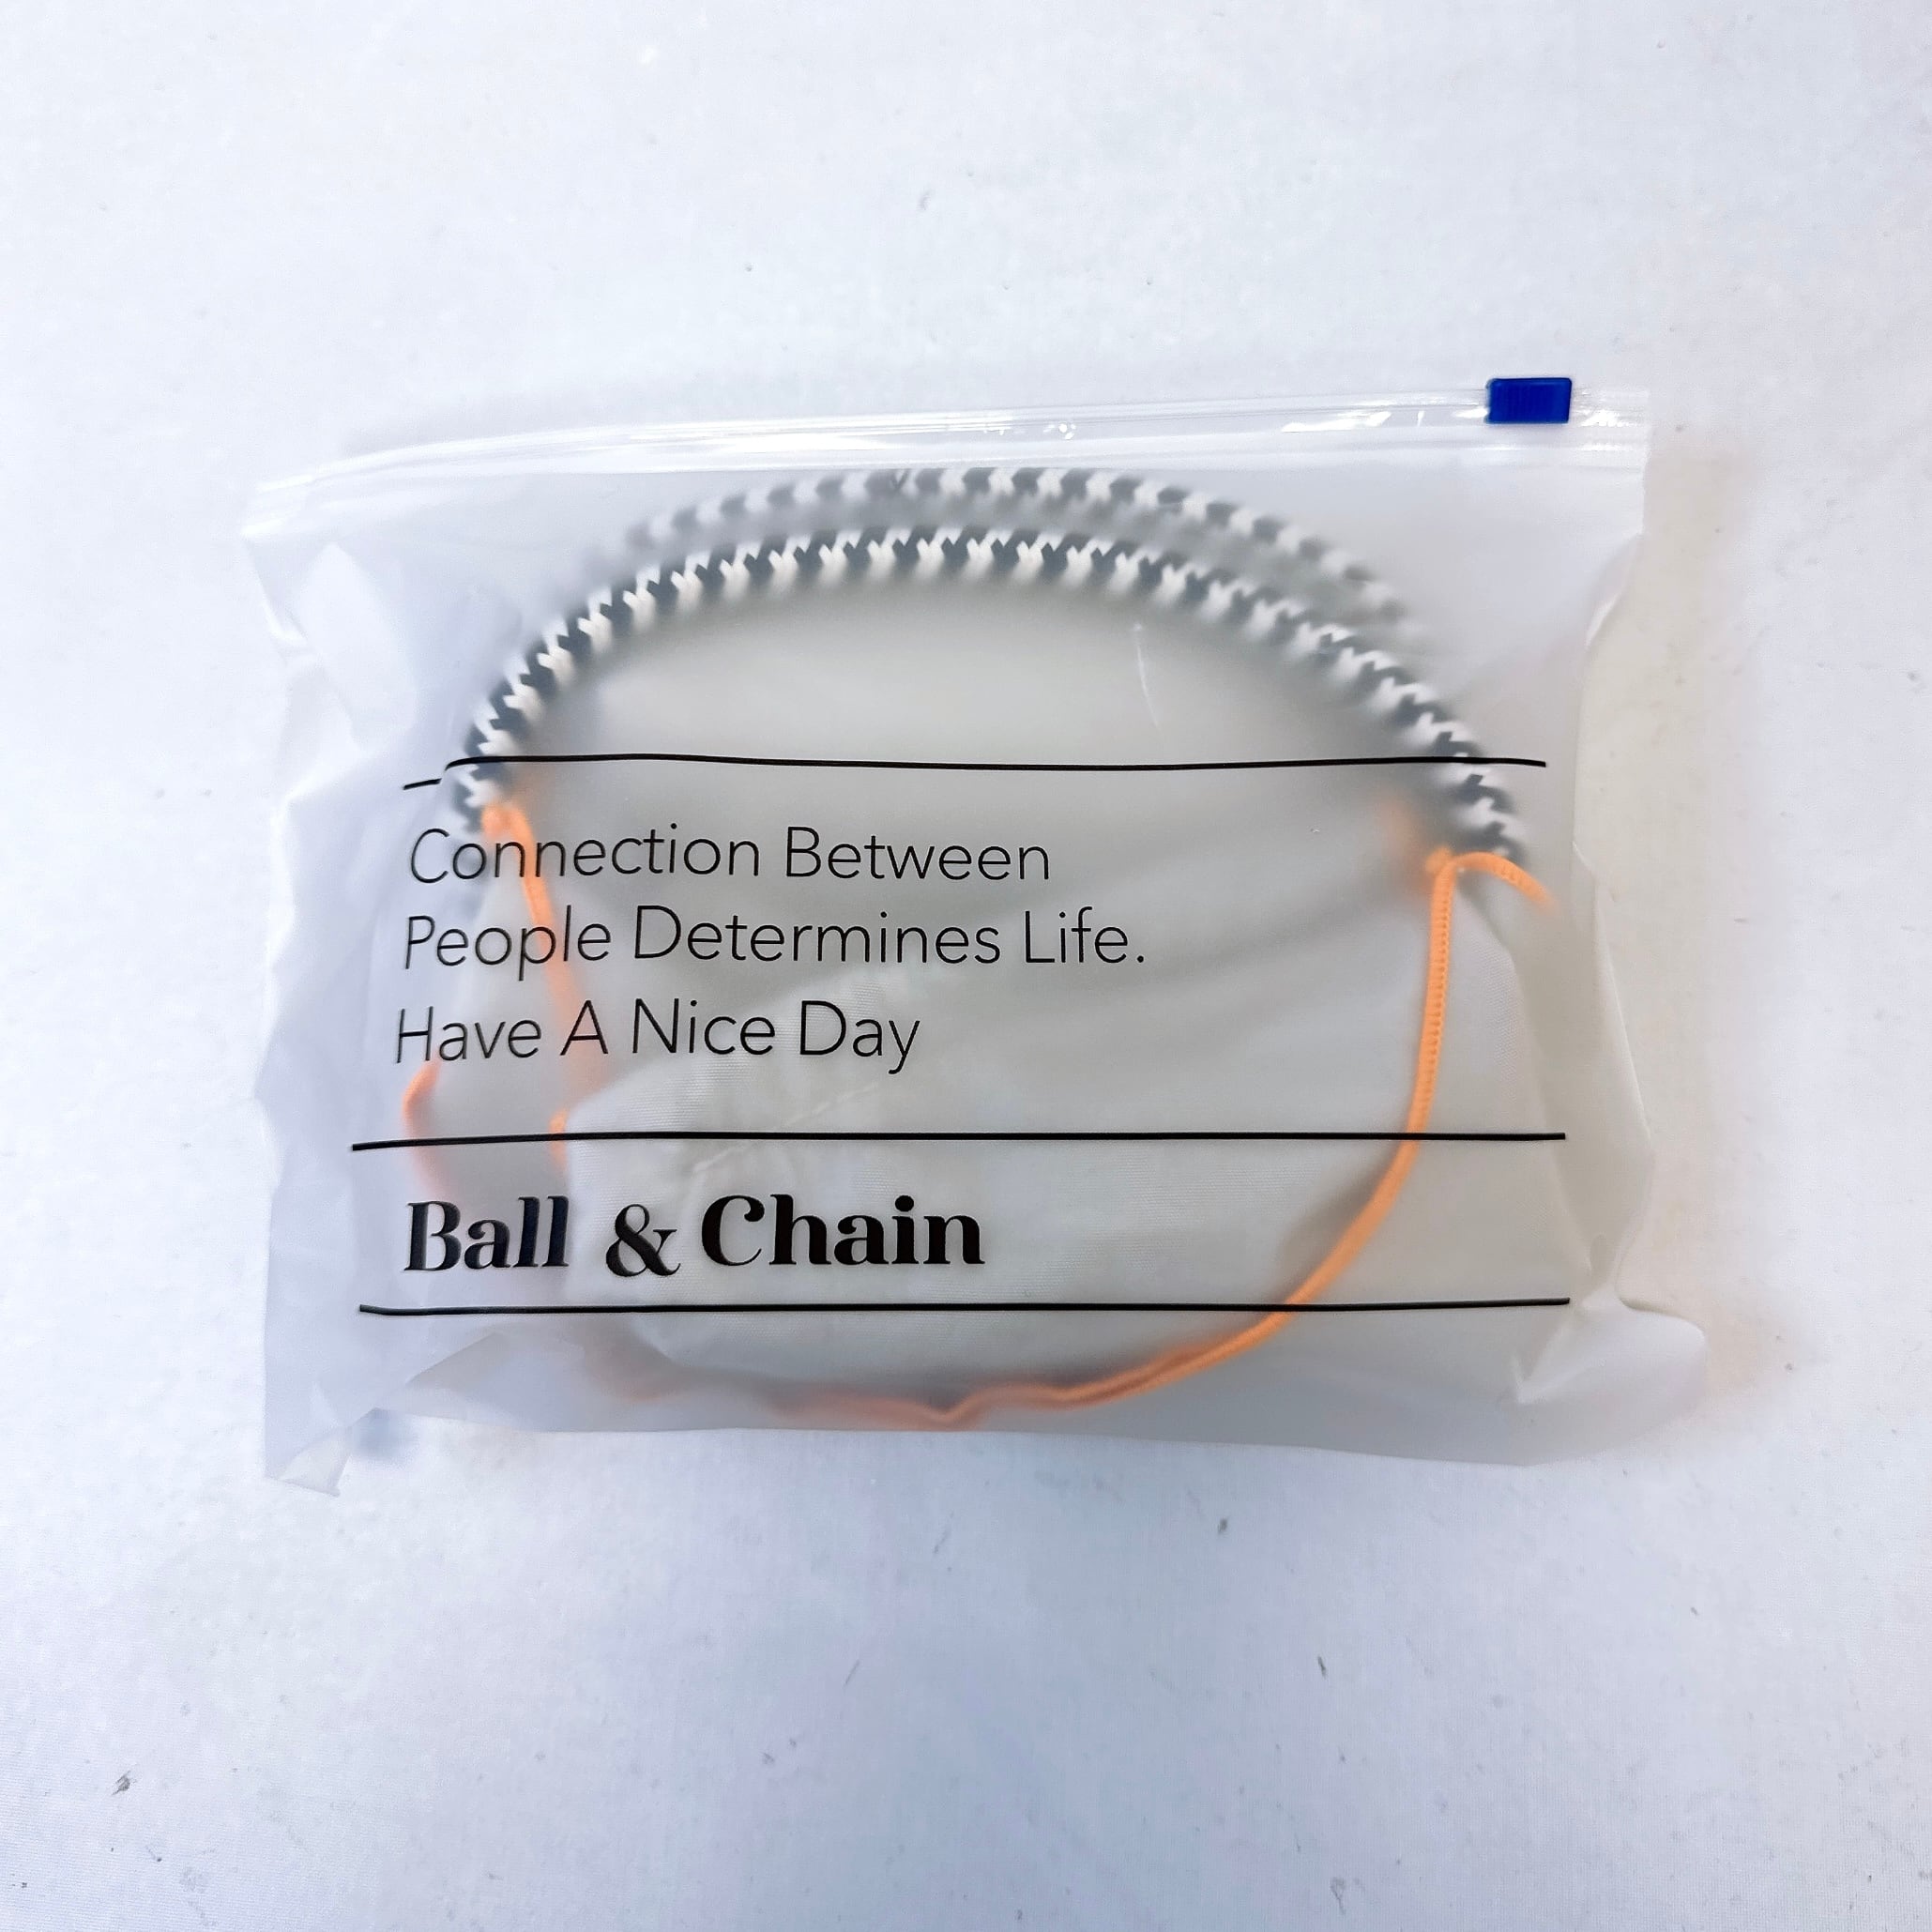 Connection Between
People Determines Life.
Have A Nice Day
Ball & Chain